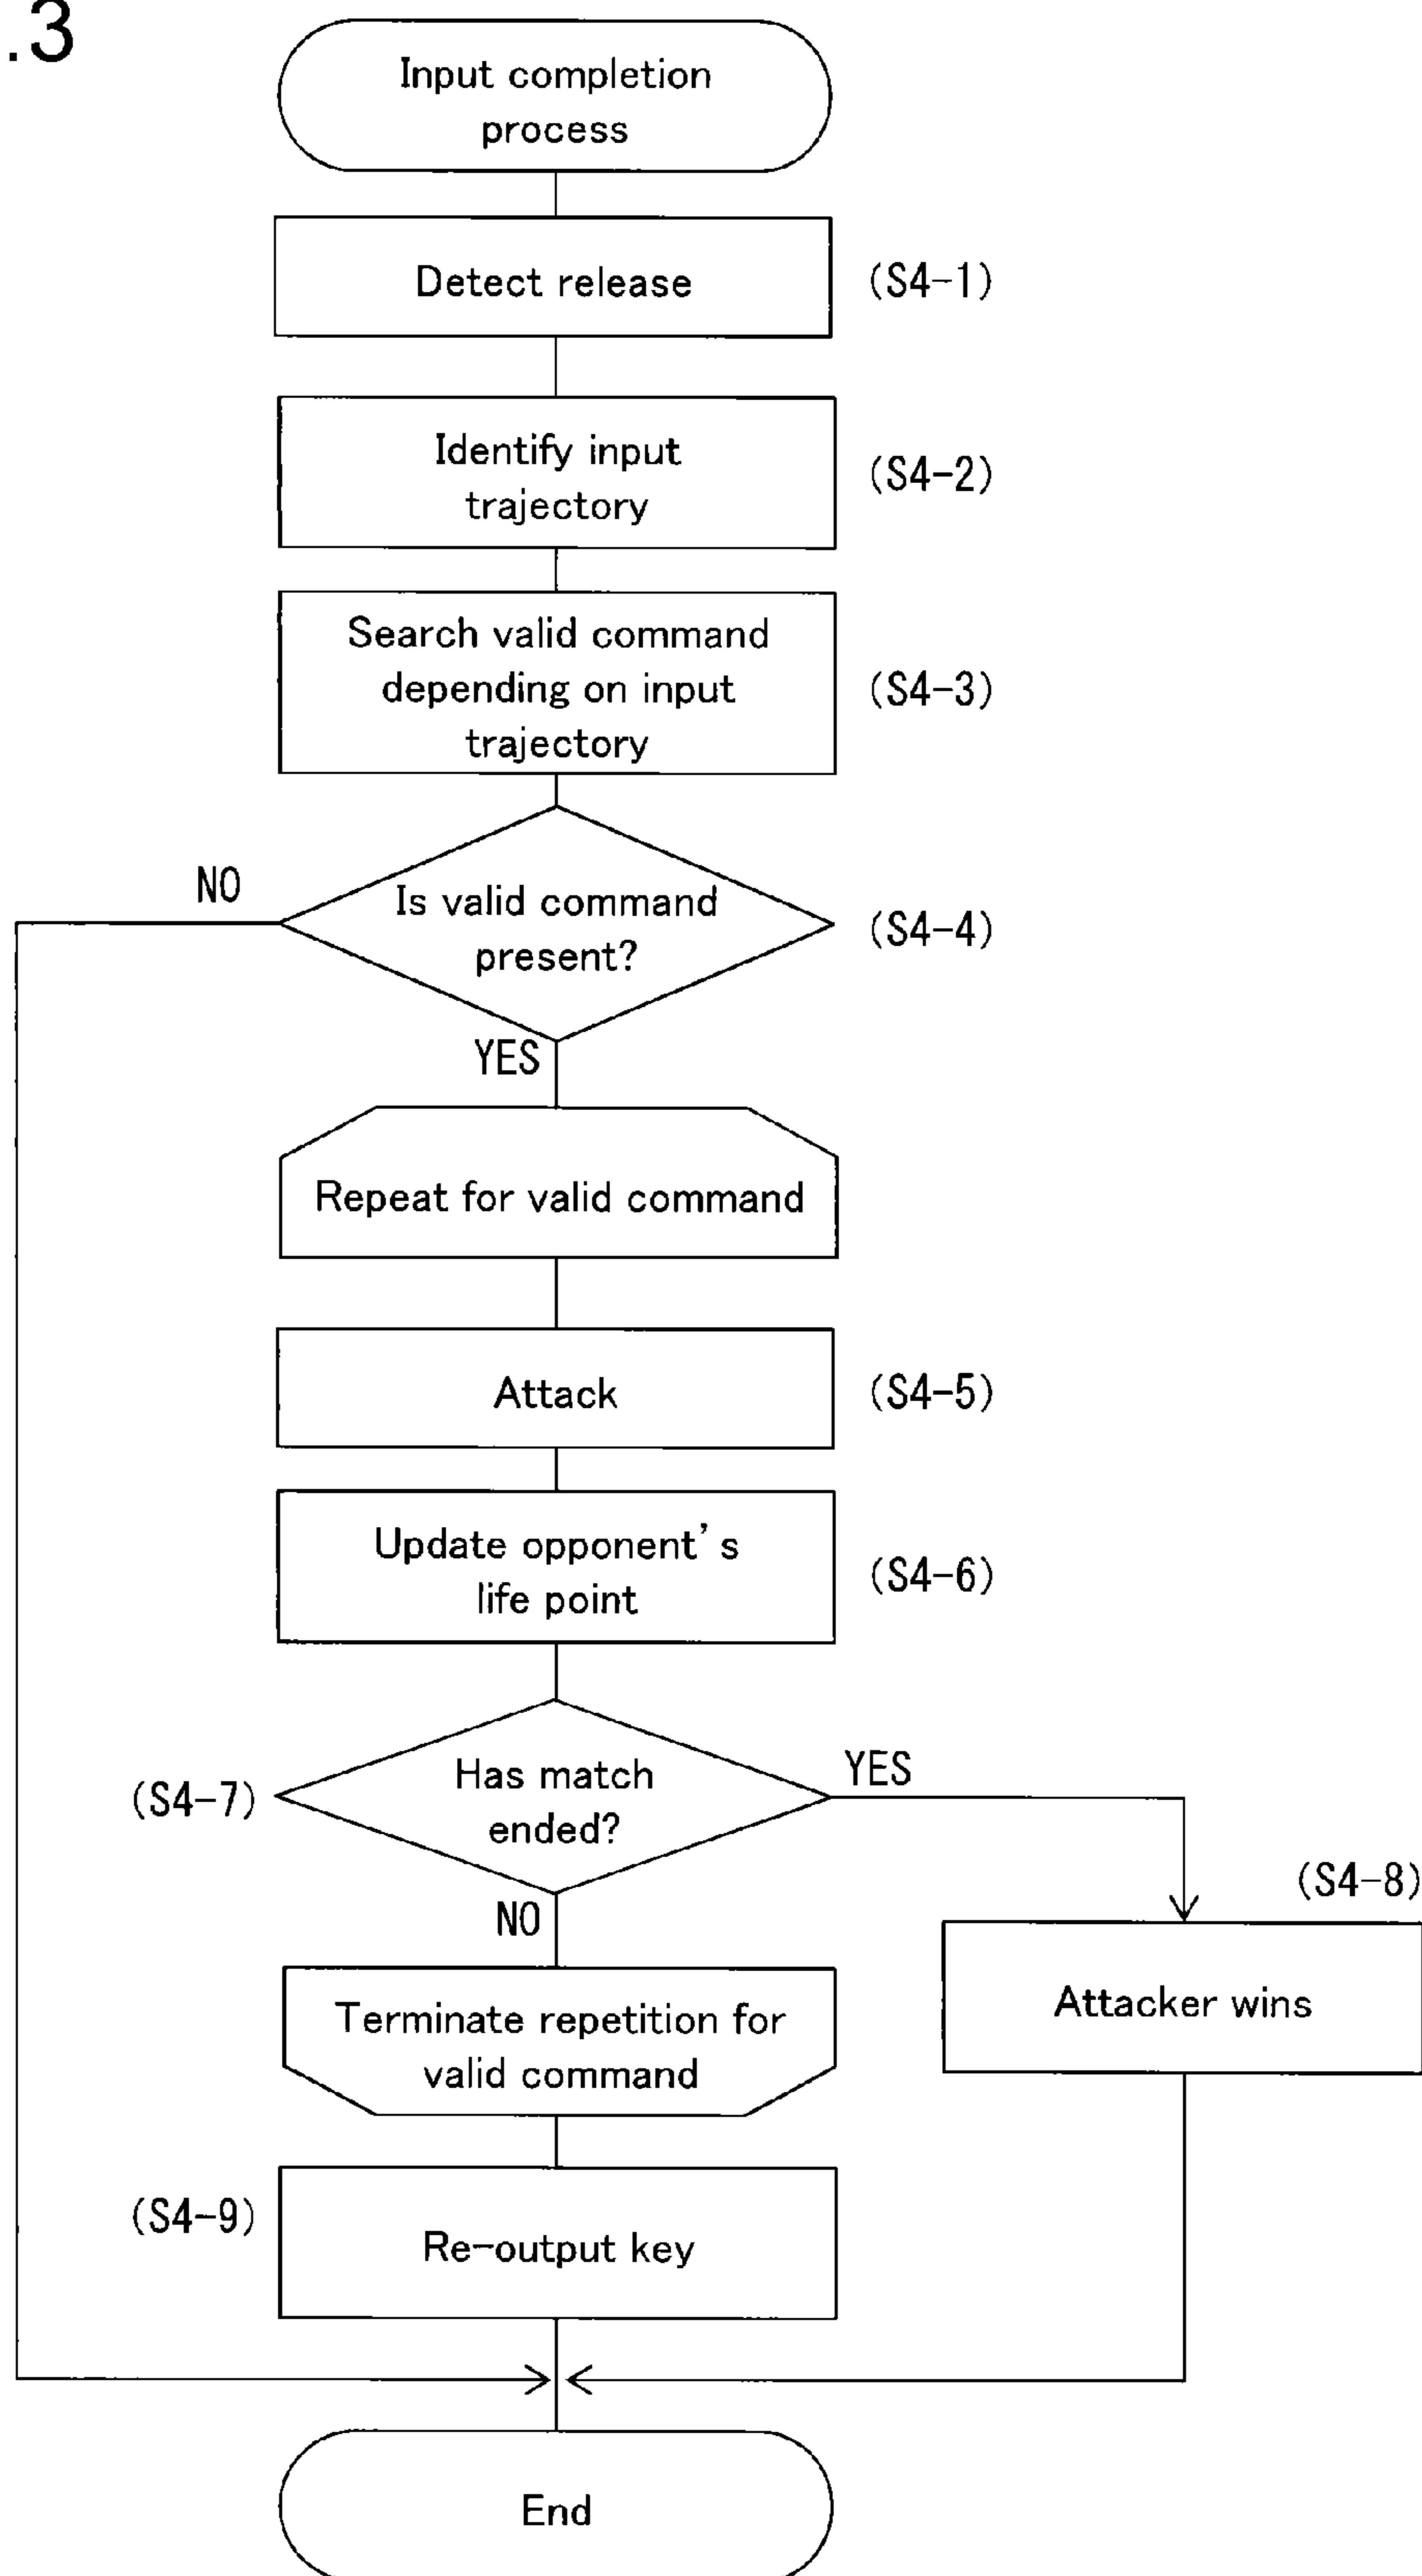 .3
Input completion
process
Detect release
(S4-1)
Identify input
trajectory
(S4-2)
Search valid command
depending on input
trajectory
(S4-3)
NO
Is valid command
present?
(S4-4)
YES
Repeat for valid command
Attack
(S4-5)
Update opponent's
life point
(S4-6)
(S4-7)
Has match
ended?
YES
NO
(S4-8)
Attacker wins
Terminate repetition for
valid command
(S4-9)
Re-output key
End